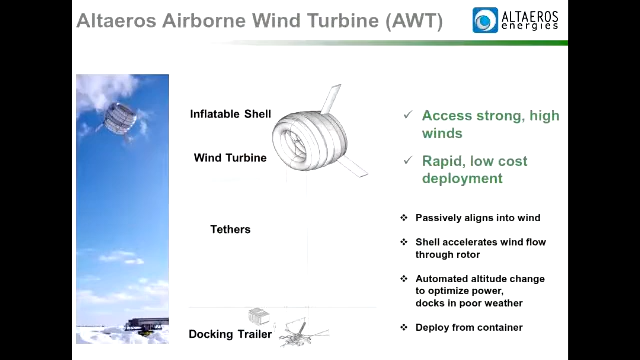 Altaeros Airborne Wind Turbine (AWT)
ALTAEROS
energies
Inflatable Shell
Wind Turbine
Tethers
Docking Trailer
✓ Access strong, high
winds
✓ Rapid, low cost
deployment
❖ Passively aligns into wind
❖ Shell accelerates wind flow
through rotor
❖ Automated altitude change
to optimize power,
docks in poor weather
❖ Deploy from container